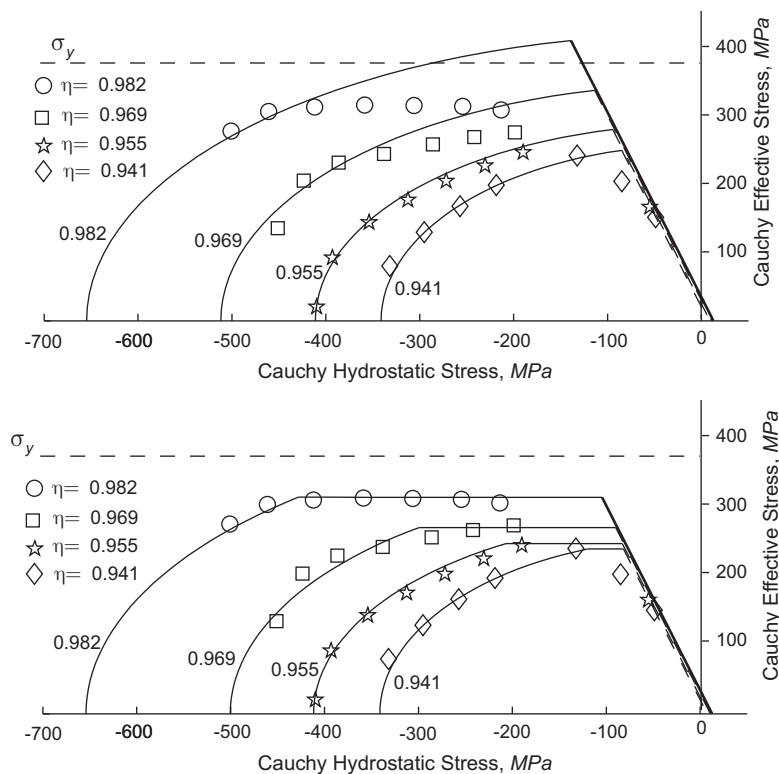 σy
η= 0.982
η= 0.969
η= 0.955
η= 0.941
0.982
0.969
0.955
0.941
400
300
200
100
Cauchy Effective Stress, MPa
-700 -600 -500 -400 -300 -200 -100 0
Cauchy Hydrostatic Stress, MPa
σy
η= 0.982
η= 0.969
η= 0.955
η= 0.941
0.982
0.969
0.955
0.941
400
300
200
100
Cauchy Effective Stress, MPa
-700 -600 -500 -400 -300 -200 -100 0
Cauchy Hydrostatic Stress, MPa